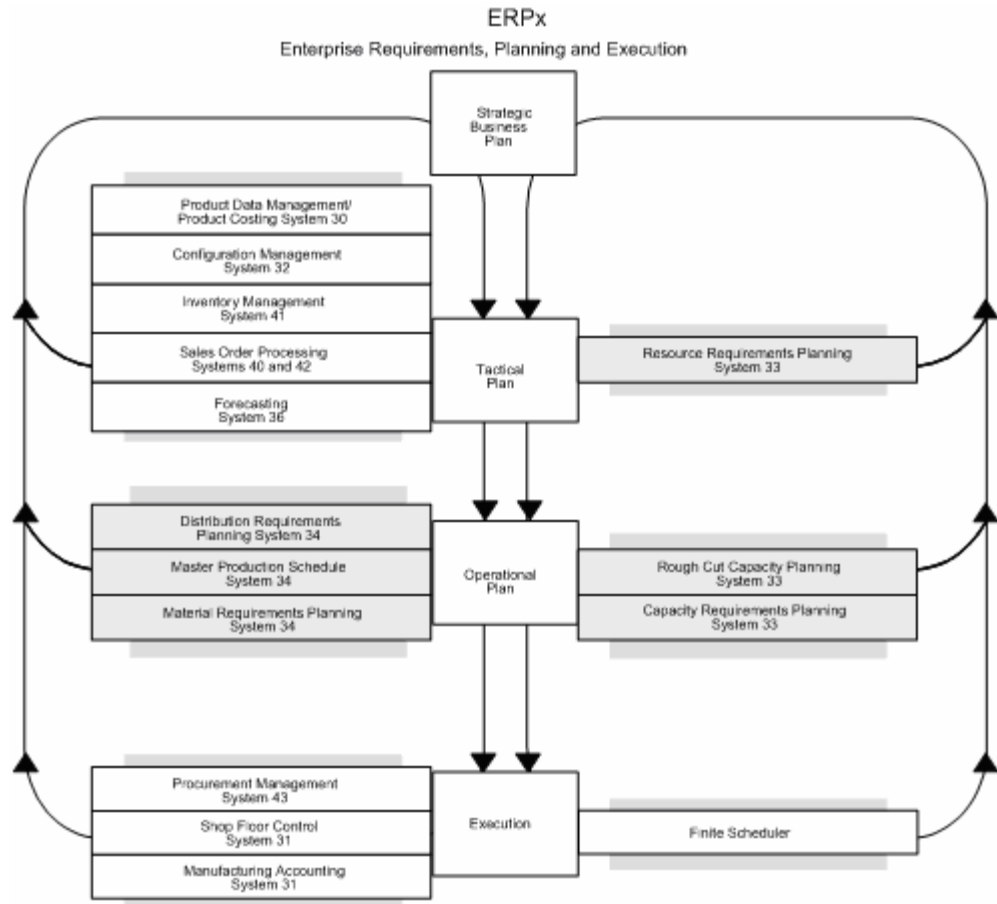 ERPx
Enterprise Requirements, Planning and Execution
Strategic
Business
Plan
Product Data Management/
Product Costing System 30
Configuration Management
System 32
Inventory Management
System 41
Sales Order Processing
Systems 40 and 42
Forecasting
System 36
Tactical
Plan
Resource Requirements Planning
System 33
Distribution Requirements
Planning System 34
Master Production Schedule
System 34
Material Requirements Planning
System 34
Operational
Plan
Rough Cut Capacity Planning
System 33
Capacity Requirements Planning
System 33
Procurement Management
System 43
Shop Floor Control
System 31
Manufacturing Accounting
System 31
Execution
Finite Scheduler